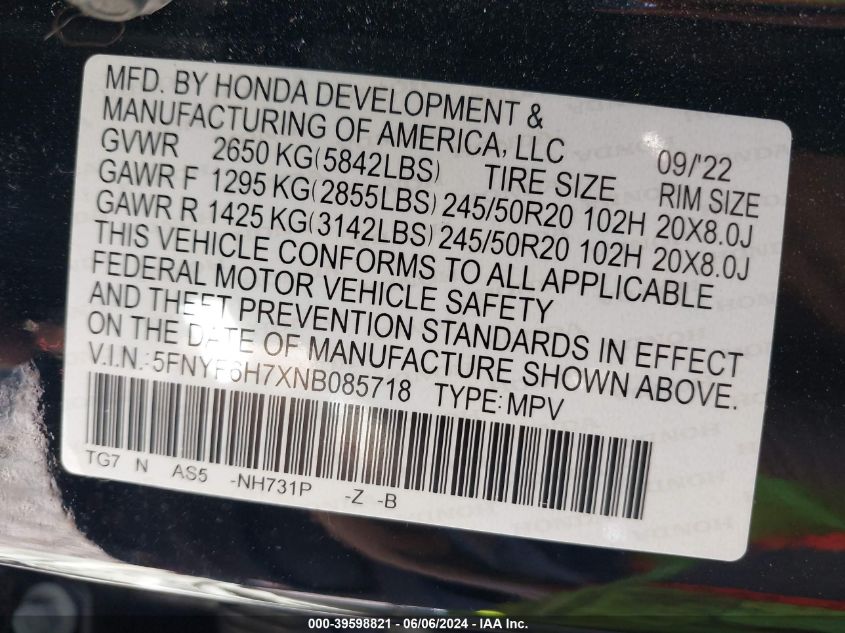 MFD. BY HONDA DEVELOPMENT &
MANUFACTURING OF AMERICA, LLC 09/'22
GVWR 2650 KG(5842LBS) TIRE SIZE RIM SIZE
GAWR F 1295 KG(2855LBS) 245/50R20 102H 20X8.0J
GAWR R 1425 KG(3142LBS) 245/50R20 102H 20X8.0J
THIS VEHICLE CONFORMS TO ALL APPLICABLE
FEDERAL MOTOR VEHICLE SAFETY
AND THEFT PREVENTION STANDARDS IN EFFECT
ON THE DATE OF MANUFACTURE SHOWN ABOVE.
V.I.N.: 5FNYF6H7XNB085718 TYPE: MPV
TG7 N AS5 -NH731P -Z -B
000-39598821 / 06/06/2024 / IAAI.COM